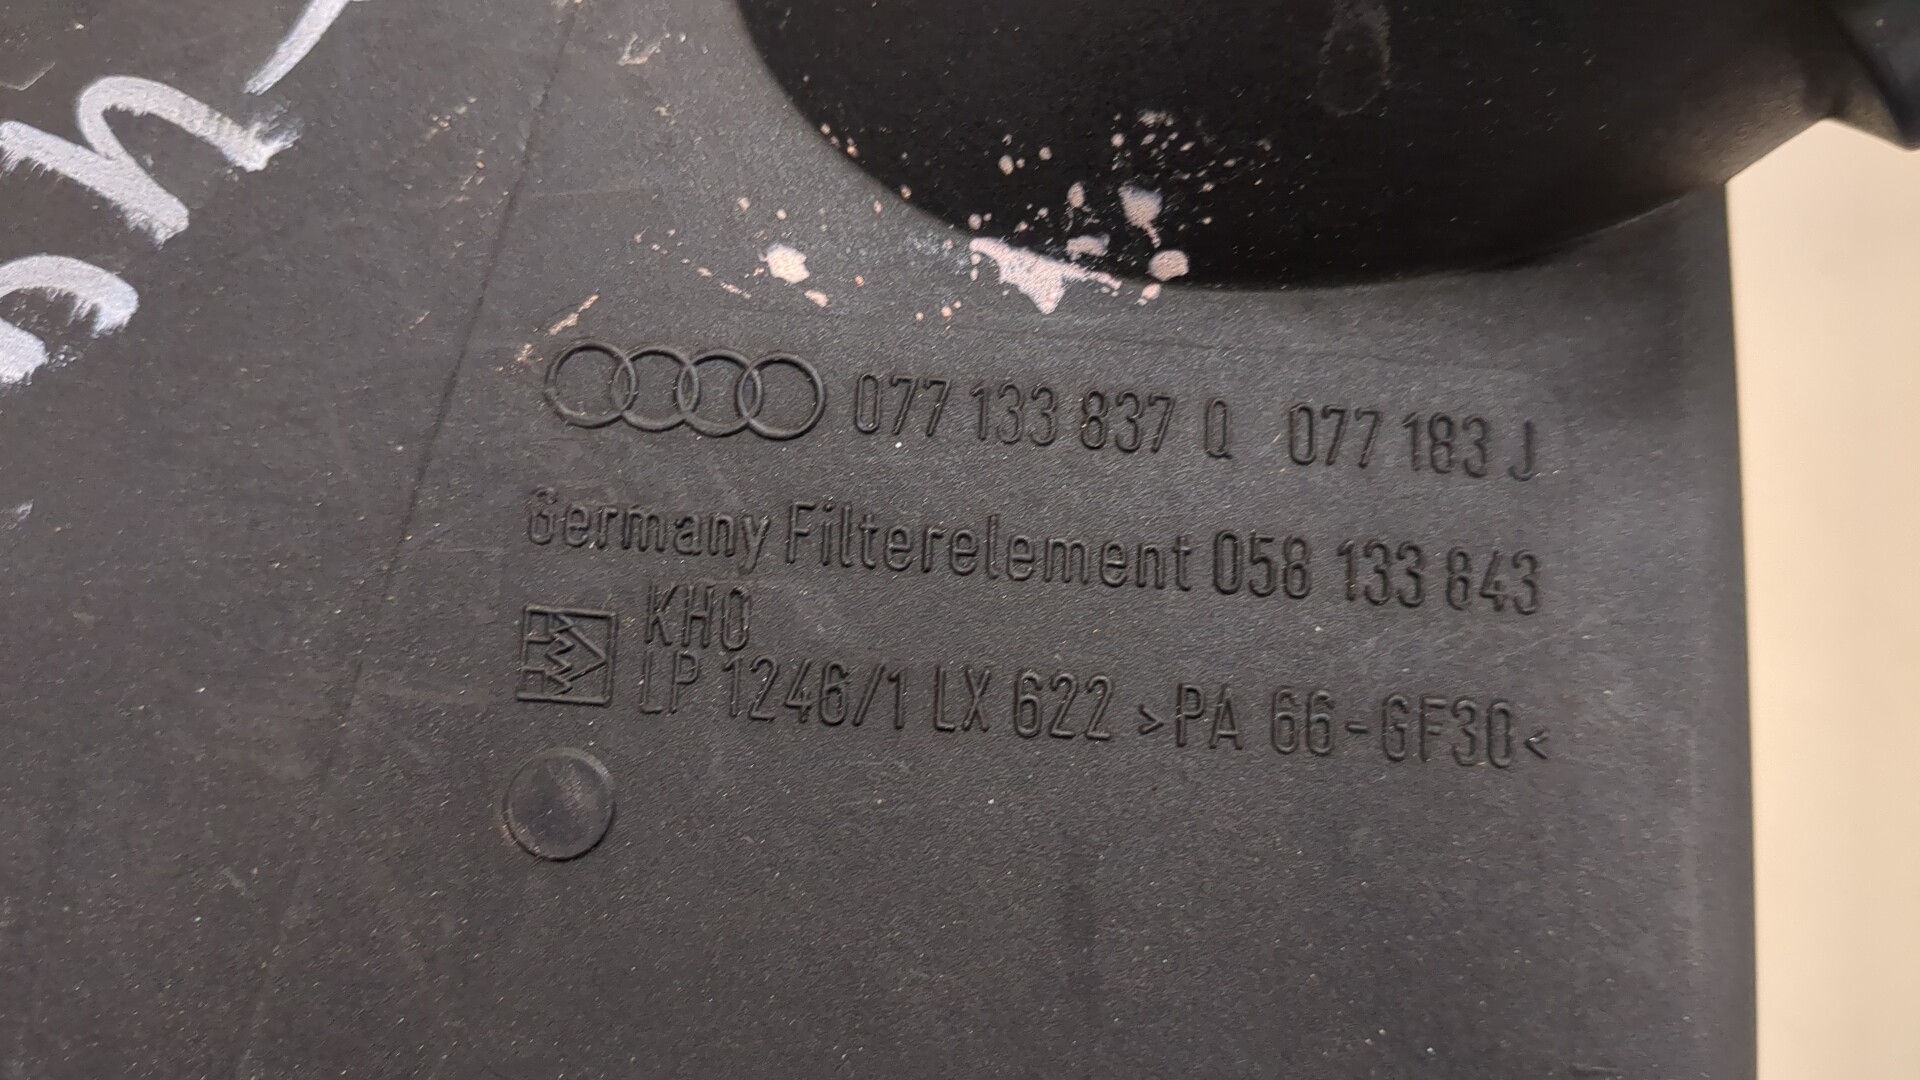 077 133 837 Q 077 183 J
Germany Filterelement 058 133 843
KHO
LP 1246/1 LX 622 >PA 66-GF30<